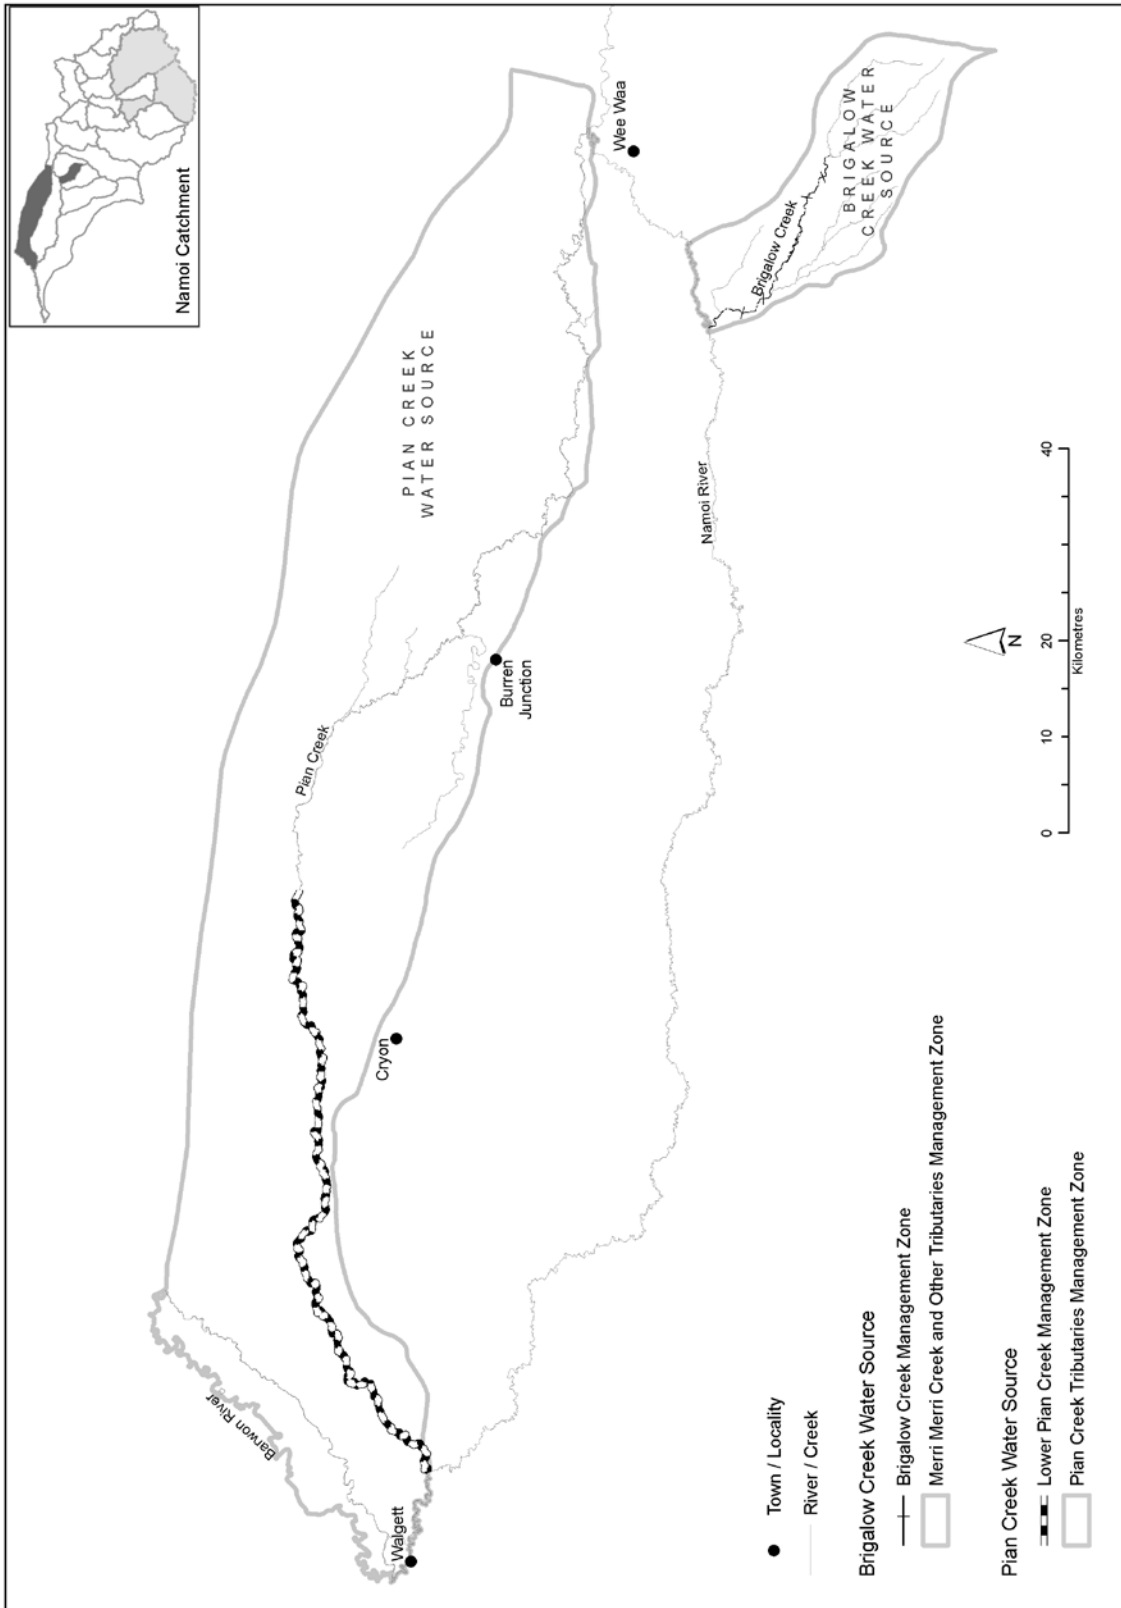 Namoi Catchment
PIAN CREEK
WATER SOURCE
Wee Waa
BRIGALOW
CREEK WATER
SOURCE
Brigalow Creek
Pian Creek
Burren
Junction
Namoi River
Cryon
Barwon River
Walgett
N
0
10
20
40
Kilometres
Town / Locality
River / Creek
Brigalow Creek Water Source
Brigalow Creek Management Zone
Merri Merri Creek and Other Tributaries Management Zone
Pian Creek Water Source
Lower Pian Creek Management Zone
Pian Creek Tributaries Management Zone